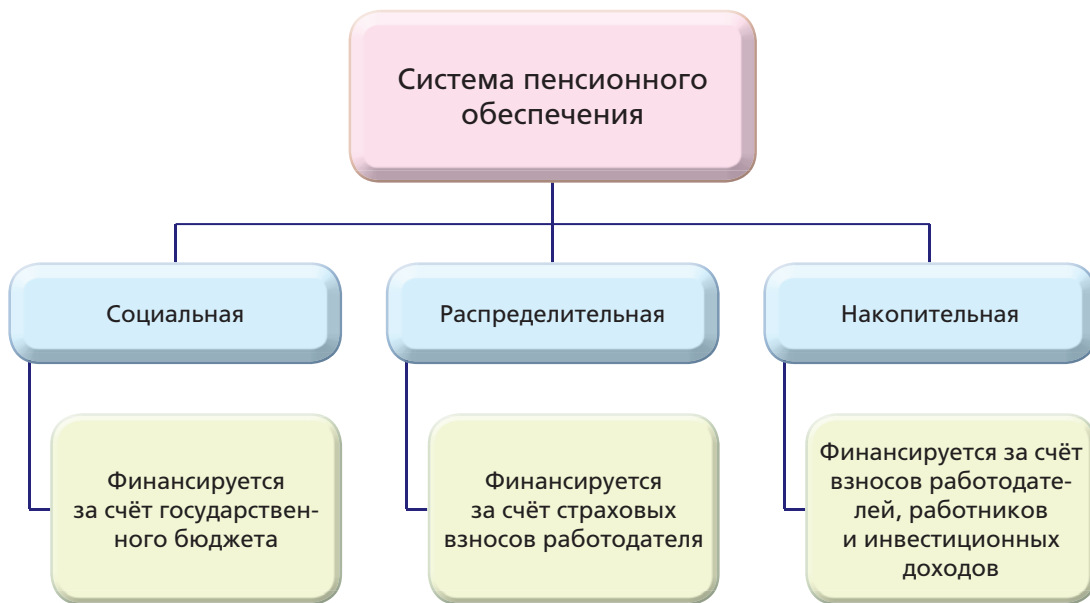 Система пенсионного
обеспечения
Социальная
Распределительная
Накопительная
Финансируется
за счёт государствен-
ного бюджета
Финансируется
за счёт страховых
взносов работодателя
Финансируется за счёт
взносов работодате-
лей, работников
и инвестиционных
доходов